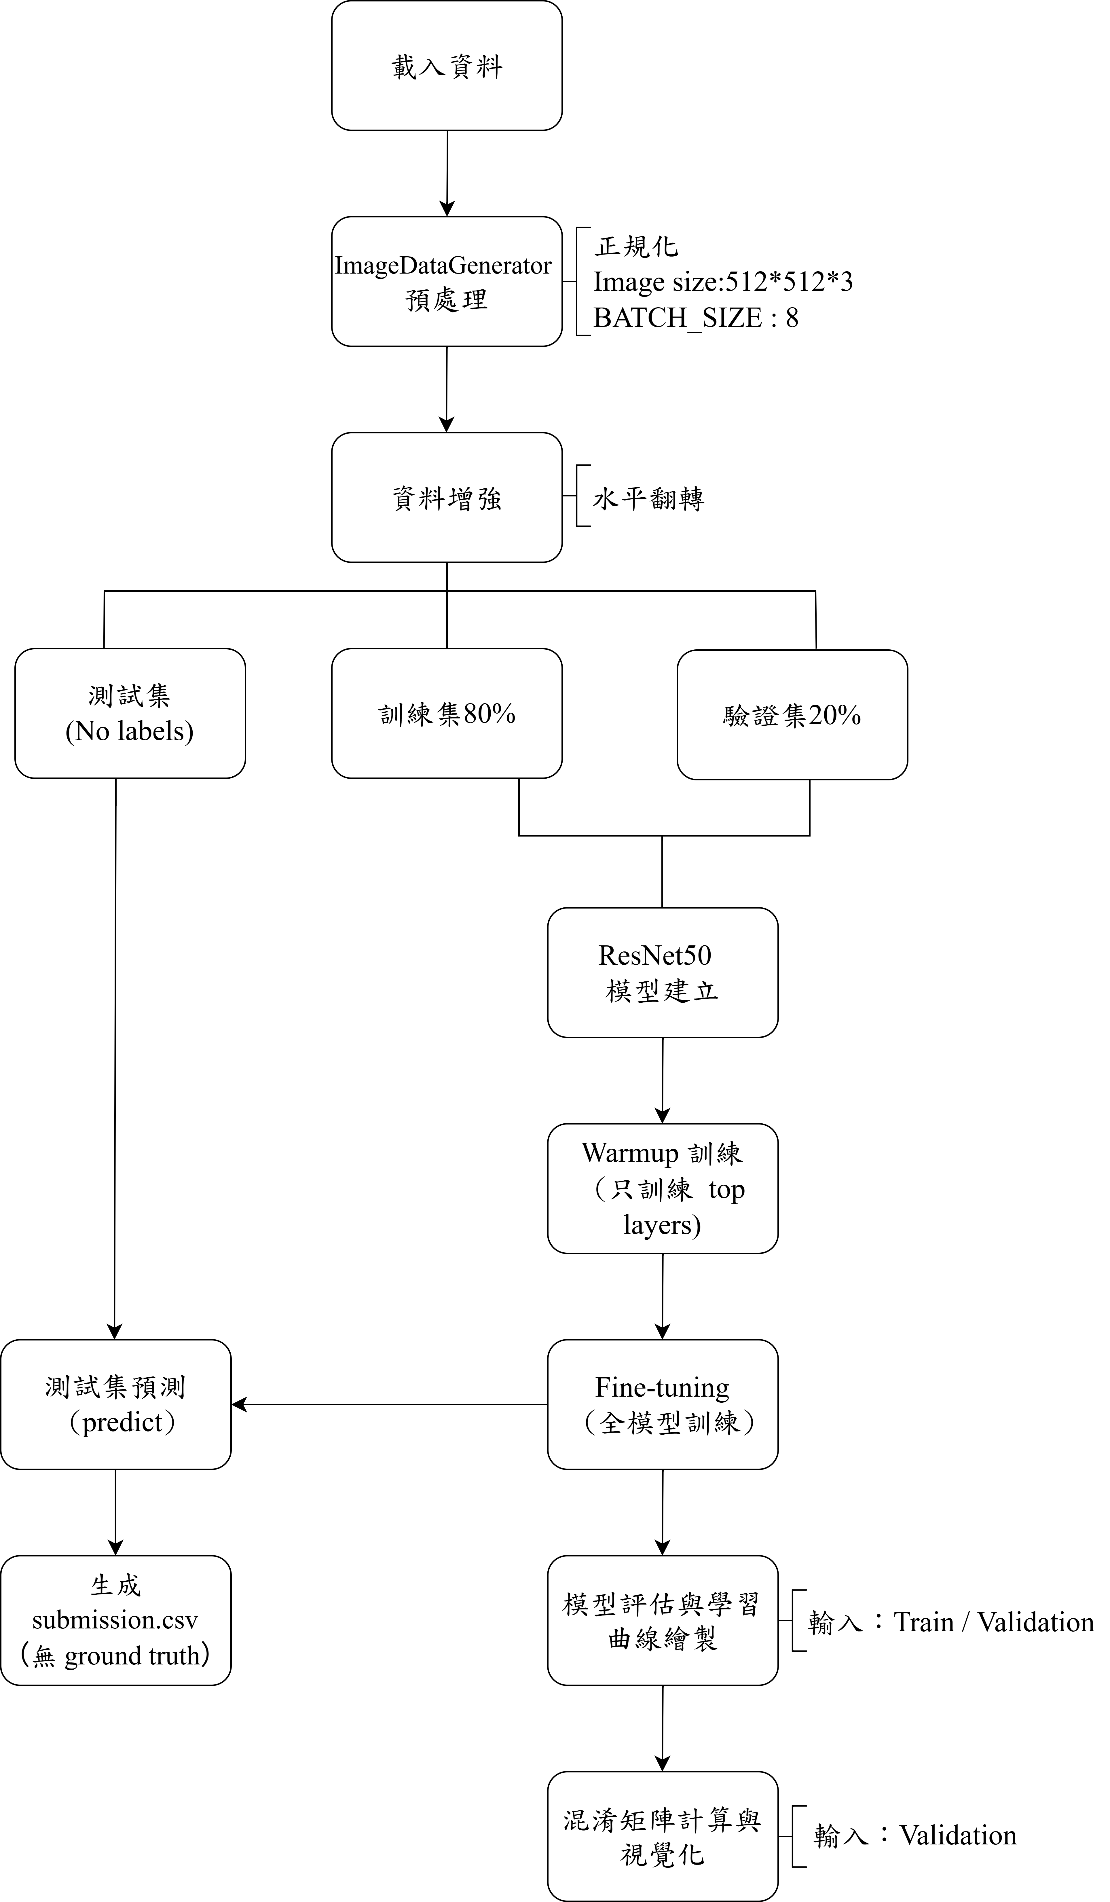 載入資料
ImageDataGenerator
預處理
正規化
Image size:512*512*3
BATCH_SIZE : 8
資料增強
水平翻轉
測試集
(No labels)
訓練集80%
驗證集20%
ResNet50
模型建立
Warmup 訓練
（只訓練 top
layers)
測試集預測
（predict）
Fine-tuning
（全模型訓練）
生成
submission.csv
（無 ground truth）
模型評估與學習
曲線繪製
輸入：Train / Validation
混淆矩陣計算與
視覺化
輸入：Validation